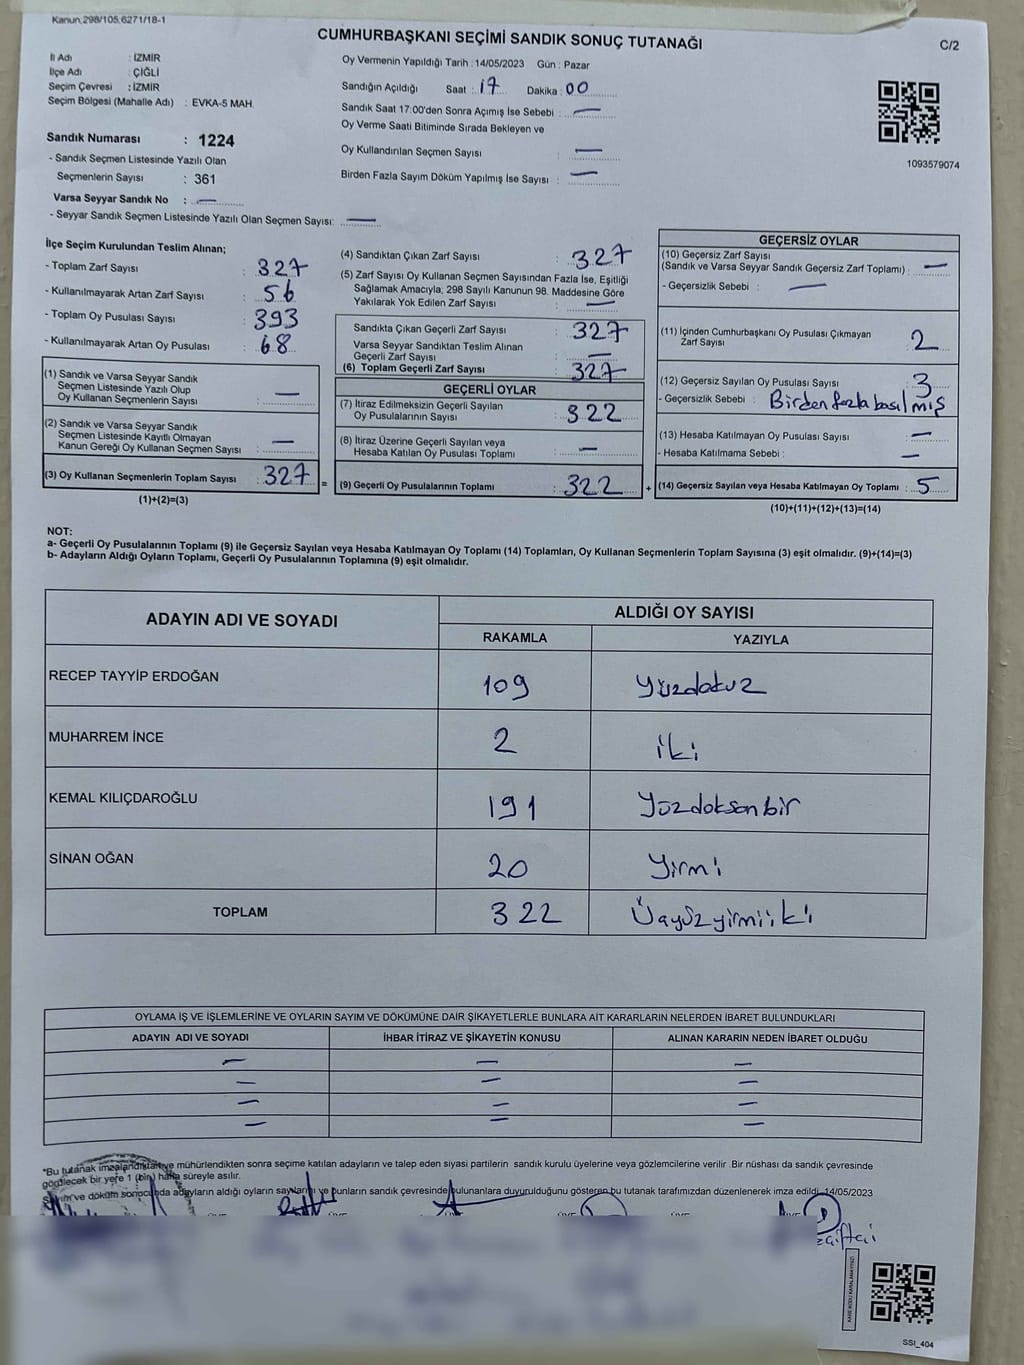 Kanun:298/105,6271/18-1
CUMHURBAŞKANI SEÇİMİ SANDIK SONUÇ TUTANAĞI
C/2
İl Adı : İZMİR
İlçe Adı : ÇİĞLİ
Seçim Çevresi : İZMİR
Seçim Bölgesi (Mahalle Adı) : EVKA-5 MAH.
Sandık Numarası : 1224
- Sandık Seçmen Listesinde Yazılı Olan
Seçmenlerin Sayısı : 361
Varsa Seyyar Sandık No : —
- Seyyar Sandık Seçmen Listesinde Yazılı Olan Seçmen Sayısı: —
Oy Vermenin Yapıldığı Tarih : 14/05/2023 Gün : Pazar
Sandığın Açıldığı Saat : 17 Dakika : 00
Sandık Saat 17:00'den Sonra Açımış İse Sebebi : —
Oy Verme Saati Bitiminde Sırada Bekleyen ve
Oy Kullandırılan Seçmen Sayısı : —
Birden Fazla Sayım Döküm Yapılmış İse Sayısı : —
1093579074
İlçe Seçim Kurulundan Teslim Alınan;
- Toplam Zarf Sayısı : 327
- Kullanılmayarak Artan Zarf Sayısı : 56
- Toplam Oy Pusulası Sayısı : 393
- Kullanılmayarak Artan Oy Pusulası : 68
(1) Sandık ve Varsa Seyyar Sandık
Seçmen Listesinde Yazılı Olup
Oy Kullanan Seçmenlerin Sayısı : —
(2) Sandık ve Varsa Seyyar Sandık
Seçmen Listesinde Kayıtlı Olmayan
Kanun Gereği Oy Kullanan Seçmen Sayısı : —
(3) Oy Kullanan Seçmenlerin Toplam Sayısı : 327
(1)+(2)=(3)
=
(4) Sandıktan Çıkan Zarf Sayısı : 327
(5) Zarf Sayısı Oy Kullanan Seçmen Sayısından Fazla İse, Eşitliği
Sağlamak Amacıyla; 298 Sayılı Kanunun 98. Maddesine Göre
Yakılarak Yok Edilen Zarf Sayısı : —
Sandıkta Çıkan Geçerli Zarf Sayısı : 327
Varsa Seyyar Sandıktan Teslim Alınan
Geçerli Zarf Sayısı : —
(6) Toplam Geçerli Zarf Sayısı : 327
GEÇERLİ OYLAR
(7) İtiraz Edilmeksizin Geçerli Sayılan
Oy Pusulalarının Sayısı : 322
(8) İtiraz Üzerine Geçerli Sayılan veya
Hesaba Katılan Oy Pusulası Toplamı : —
(9) Geçerli Oy Pusulalarının Toplamı : 322
+
GEÇERSİZ OYLAR
(10) Geçersiz Zarf Sayısı
(Sandık ve Varsa Seyyar Sandık Geçersiz Zarf Toplamı) : —
- Geçersizlik Sebebi : —
(11) İçinden Cumhurbaşkanı Oy Pusulası Çıkmayan
Zarf Sayısı : 2
(12) Geçersiz Sayılan Oy Pusulası Sayısı : 3
- Geçersizlik Sebebi : Birden fazla basılmış
(13) Hesaba Katılmayan Oy Pusulası Sayısı : —
- Hesaba Katılmama Sebebi : —
(14) Geçersiz Sayılan veya Hesaba Katılmayan Oy Toplamı : 5
(10)+(11)+(12)+(13)=(14)
NOT:
a- Geçerli Oy Pusulalarının Toplamı (9) ile Geçersiz Sayılan veya Hesaba Katılmayan Oy Toplamı (14) Toplamları, Oy Kullanan Seçmenlerin Toplam Sayısına (3) eşit olmalıdır. (9)+(14)=(3)
b- Adayların Aldığı Oyların Toplamı, Geçerli Oy Pusulalarının Toplamına (9) eşit olmalıdır.
ADAYIN ADI VE SOYADI ALDIĞI OY SAYISI
RAKAMLA YAZIYLA
RECEP TAYYİP ERDOĞAN 109 Yüzdokuz
MUHARREM İNCE 2 iki
KEMAL KILIÇDAROĞLU 191 Yüzdoksanbir
SİNAN OĞAN 20 Yirmi
TOPLAM 322 Üçyüzyirmiiki
OYLAMA İŞ VE İŞLEMLERİNE VE OYLARIN SAYIM VE DÖKÜMÜNE DAİR ŞİKAYETLERLE BUNLARA AİT KARARLARIN NELERDEN İBARET BULUNDUKLARI
ADAYIN ADI VE SOYADI İHBAR İTİRAZ VE ŞİKAYETİN KONUSU ALINAN KARARIN NEDEN İBARET OLDUĞU
— — —
— — —
— — —
— — —
*Bu tutanak imzalandıktan ve mühürlendikten sonra seçime katılan adayların ve talep eden siyasi partilerin sandık kurulu üyelerine veya gözlemcilerine verilir. Bir nüshası da sandık çevresinde
görülecek bir yere 1 (bir) hafta süreyle asılır.
Sayım ve döküm sonucunda adayların aldığı oyların sayılarını ve bunların sandık çevresinde bulunanlara duyurulduğunu gösteren bu tutanak tarafımızdan düzenlenerek imza edildi. 14/05/2023
SSI_404